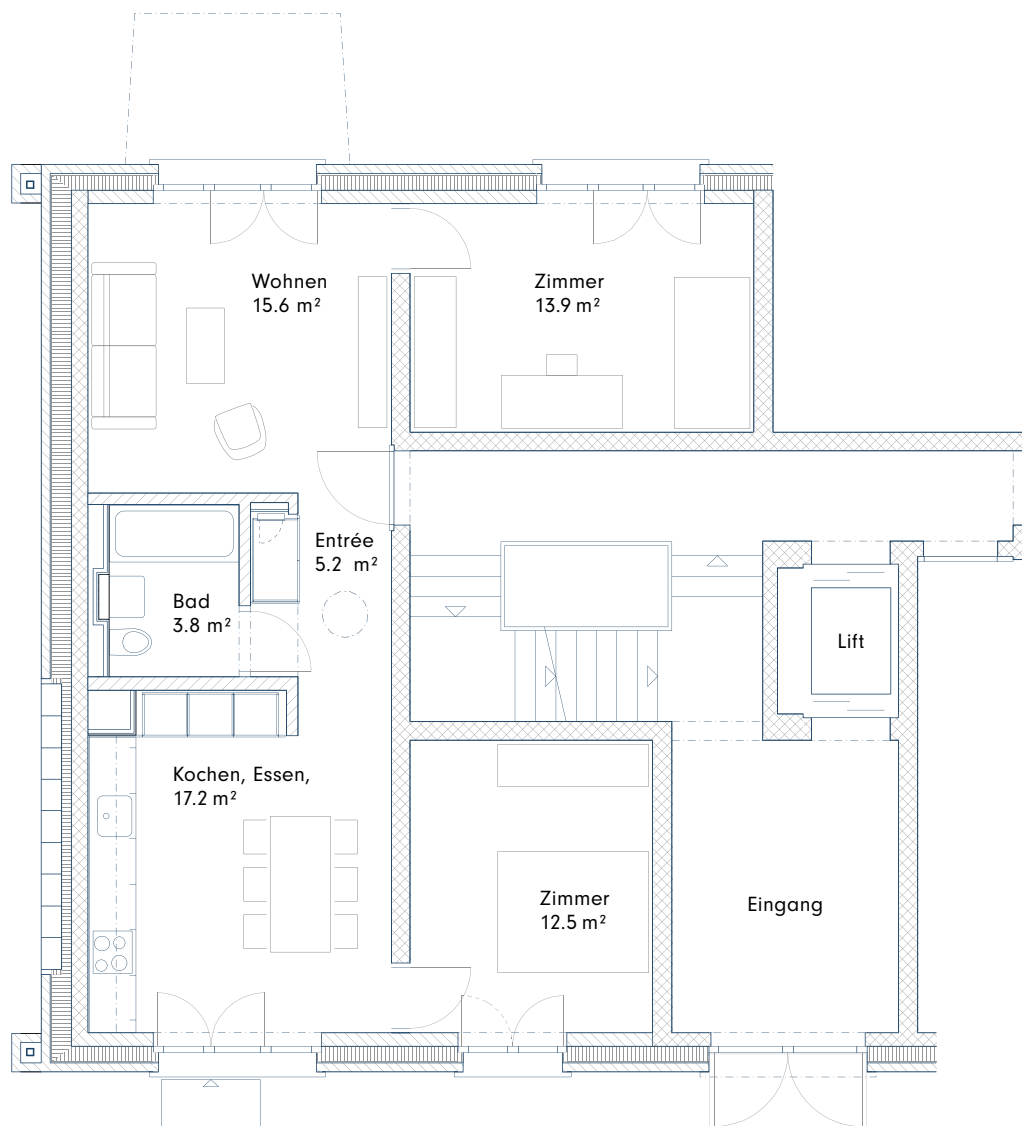 Wohnen
15.6 m²
Zimmer
13.9 m²
Entrée
5.2 m²
Bad
3.8 m²
Lift
Kochen, Essen,
17.2 m²
Zimmer
12.5 m²
Eingang